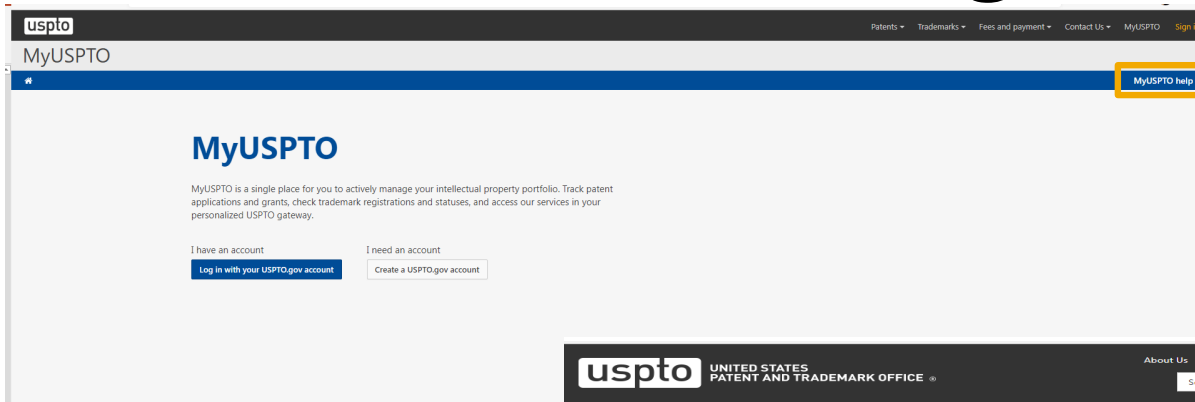 uspto
Patents Trademarks Fees and payment Contact Us MyUSPTO Sign i
MyUSPTO
MyUSPTO help
MyUSPTO
MyUSPTO is a single place for you to actively manage your intellectual property portfolio. Track patent
applications and grants, check trademark registrations and statuses, and access our services in your
personalized USPTO gateway.
I have an account I need an account
Log in with your USPTO.gov account Create a USPTO.gov account
About Us
uspto UNITED STATES
PATENT AND TRADEMARK OFFICE ®